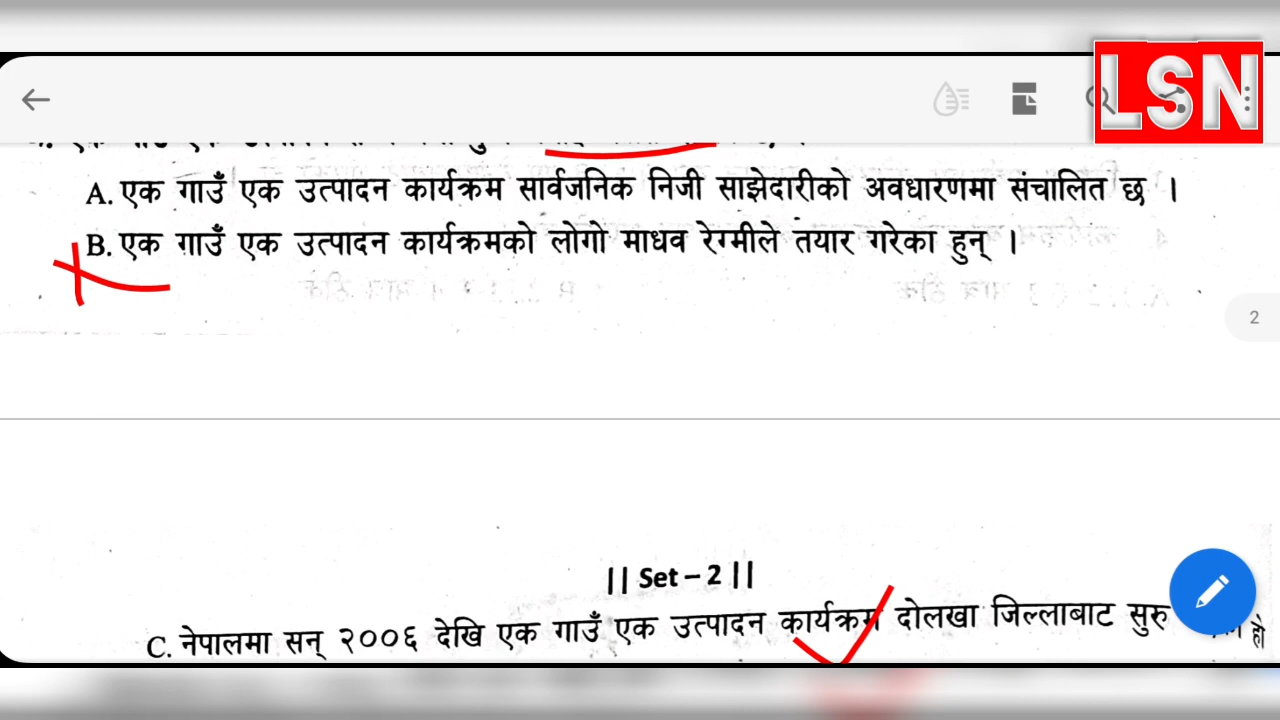 LSN
A. एक गाउँ एक उत्पादन कार्यक्रम सार्वजनिक निजी साझेदारीको अवधारणमा संचालित छ ।
B. एक गाउँ एक उत्पादन कार्यक्रमको लोगो माधव रेग्मीले तयार गरेका हुन् ।
2
|| Set – 2 ||
C. नेपालमा सन् २००६ देखि एक गाउँ एक उत्पादन कार्यक्रम दोलखा जिल्लाबाट सुरु हो